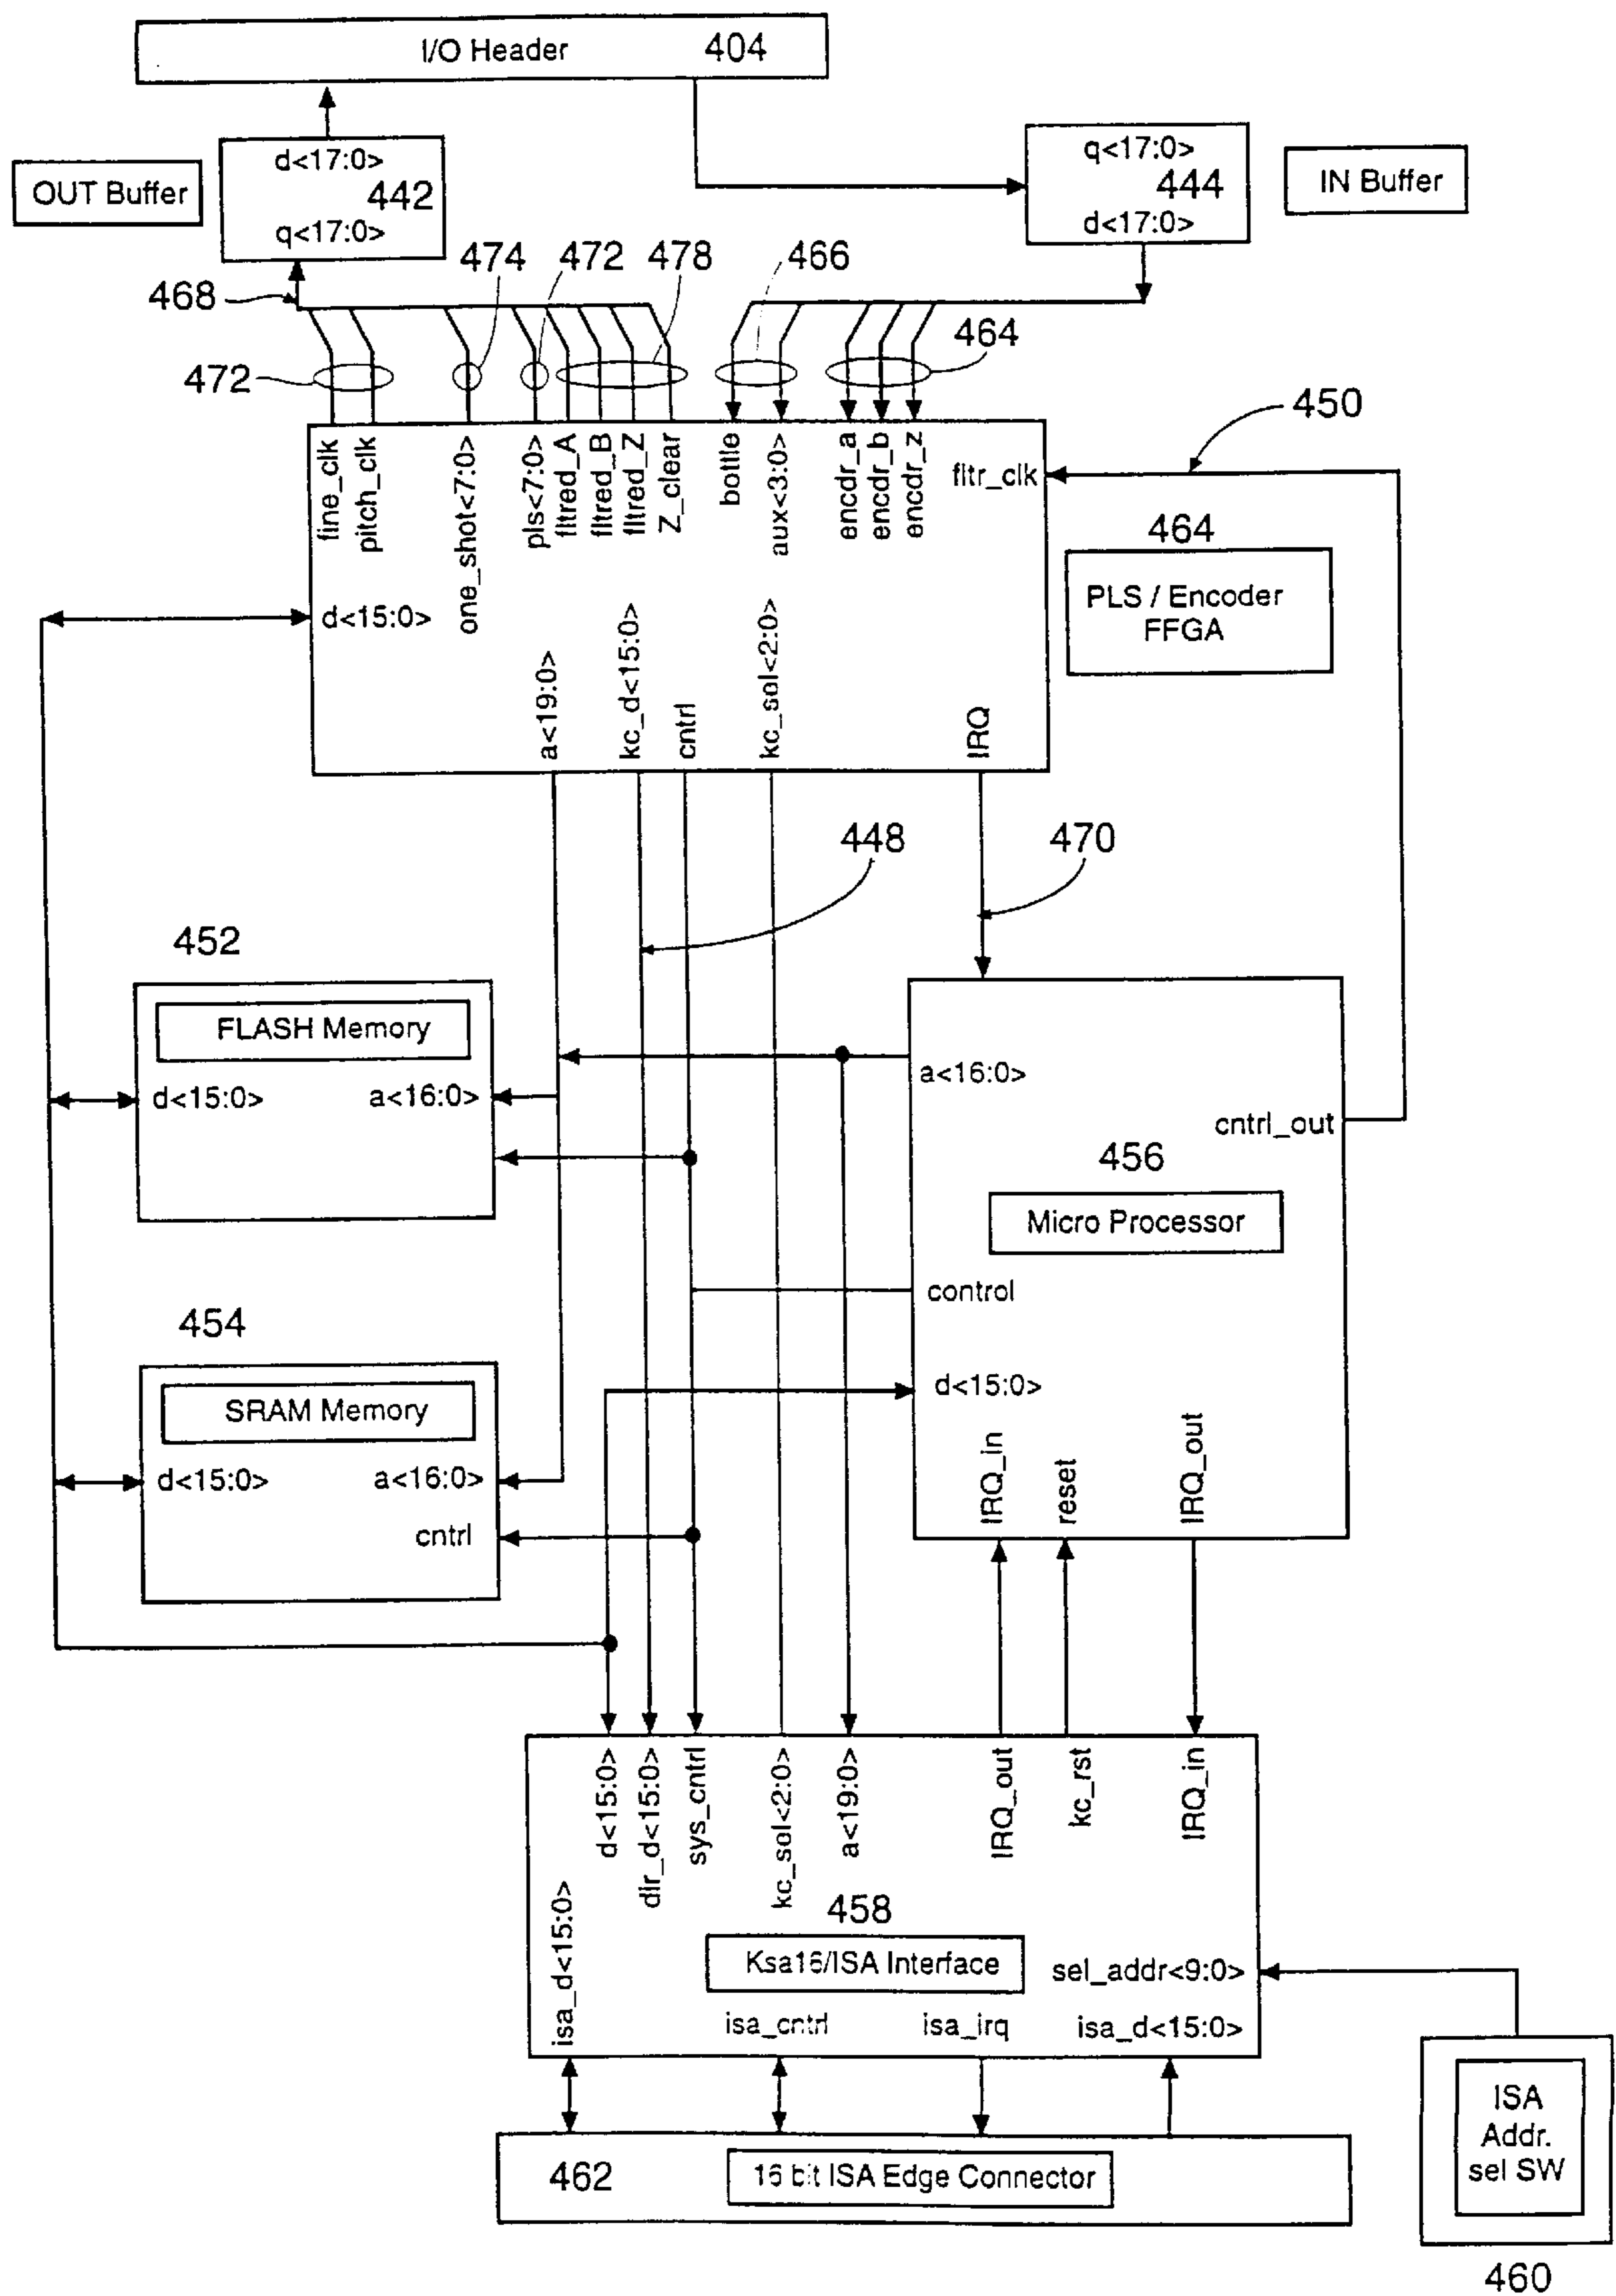 I/O Header 404
d<17:0>
442
q<17:0>
OUT Buffer
q<17:0>
444
d<17:0>
IN Buffer
468
474
472
478
466
464
472
450
fine_clk
pitch_clk
one_shot<7:0>
pls<7:0>
fltred_A
fltred_B
fltred_Z
Z_clear
bottle
aux<3:0>
encdr_a
encdr_b
encdr_z
fltr_clk
464
PLS / Encoder
FFGA
d<15:0>
a<19:0>
kc_d<15:0>
cntrl
kc_sol<2:0>
IRQ
448
470
452
FLASH Memory
d<15:0>
a<16:0>
a<16:0>
cntrl_out
456
Micro Processor
control
454
SRAM Memory
d<15:0>
a<16:0>
cntrl
d<15:0>
IRQ_in
reset
IRQ_out
d<15:0>
dir_d<15:0>
sys_cntrl
kc_sol<2:0>
a<19:0>
IRQ_out
kc_rst
IRQ_in
isa_d<15:0>
458
Ksa16/ISA Interface
sel_addr<9:0>
isa_cntrl
isa_irq
isa_d<15:0>
462
16 bit ISA Edge Connector
ISA
Addr.
sel SW
460